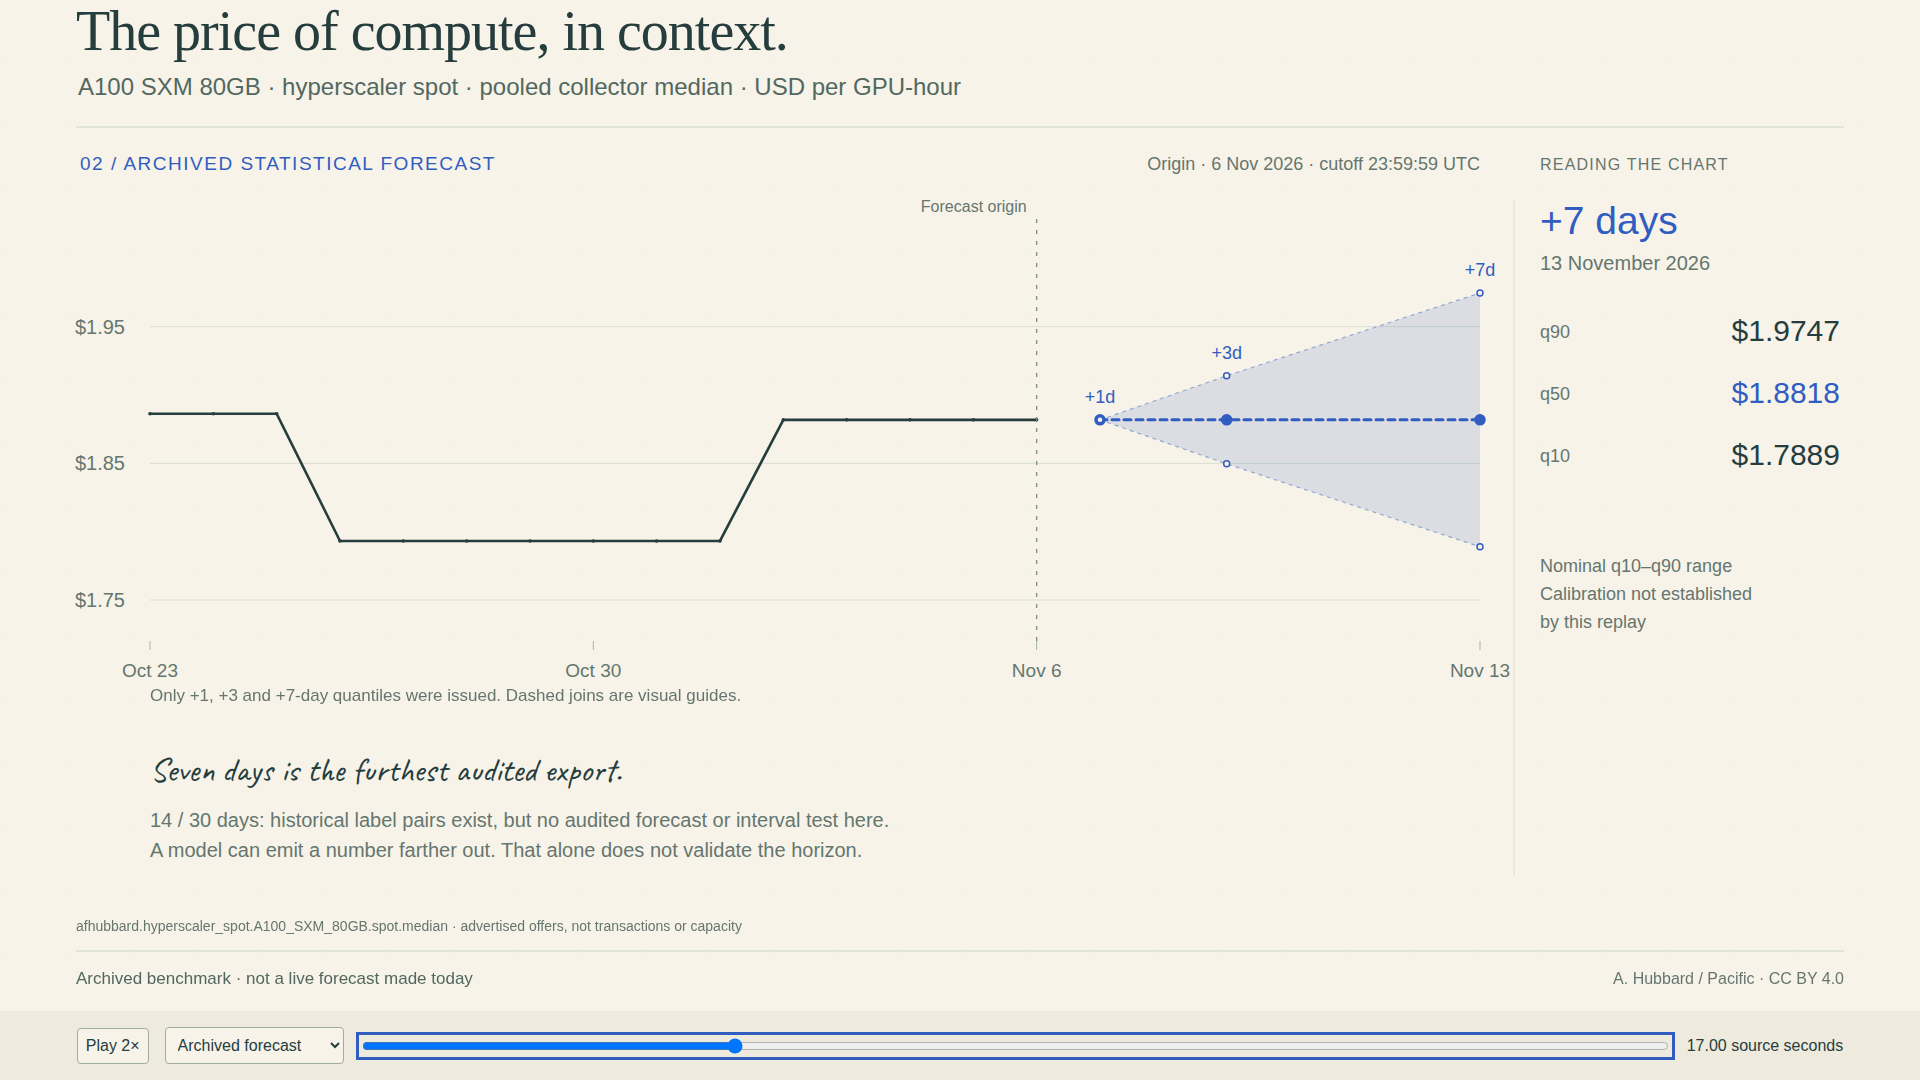 The price of compute, in context.
A100 SXM 80GB · hyperscaler spot · pooled collector median · USD per GPU-hour
02 / ARCHIVED STATISTICAL FORECAST
Origin · 6 Nov 2026 · cutoff 23:59:59 UTC
READING THE CHART
Forecast origin
+7 days
13 November 2026
+7d
$1.95
q90 $1.9747
+3d
+1d
q50 $1.8818
$1.85
q10 $1.7889
Nominal q10–q90 range
Calibration not established
by this replay
$1.75
Oct 23 Oct 30 Nov 6 Nov 13
Only +1, +3 and +7-day quantiles were issued. Dashed joins are visual guides.
Seven days is the furthest audited export.
14 / 30 days: historical label pairs exist, but no audited forecast or interval test here.
A model can emit a number farther out. That alone does not validate the horizon.
afhubbard.hyperscaler_spot.A100_SXM_80GB.spot.median · advertised offers, not transactions or capacity
Archived benchmark · not a live forecast made today
A. Hubbard / Pacific · CC BY 4.0
Play 2×
Archived forecast
17.00 source seconds